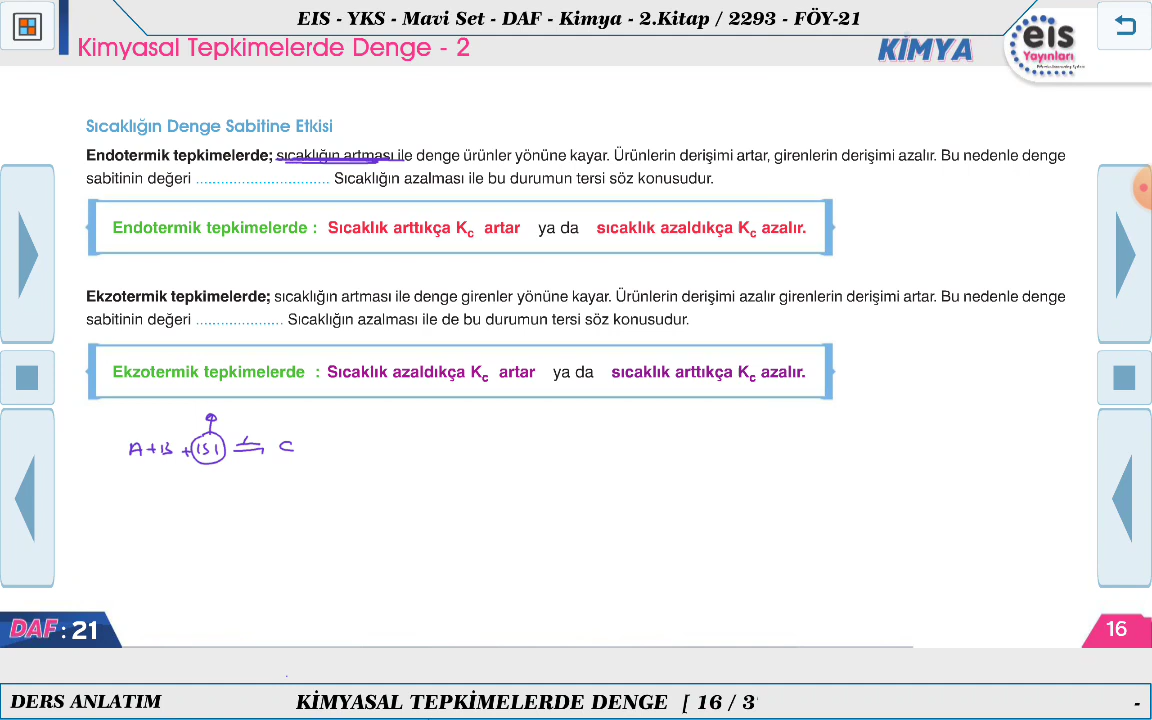 EIS - YKS - Mavi Set - DAF - Kimya - 2.Kitap / 2293 - FÖY-21
Kimyasal Tepkimelerde Denge - 2
KİMYA
eis
Yayınları
Sıcaklığın Denge Sabitine Etkisi
Endotermik tepkimelerde; sıcaklığın artması ile denge ürünler yönüne kayar. Ürünlerin derişimi artar, girenlerin derişimi azalır. Bu nedenle denge
sabitinin değeri ................................ Sıcaklığın azalması ile bu durumun tersi söz konusudur.
Endotermik tepkimelerde : Sıcaklık arttıkça Kc artar ya da sıcaklık azaldıkça Kc azalır.
Ekzotermik tepkimelerde; sıcaklığın artması ile denge girenler yönüne kayar. Ürünlerin derişimi azalır girenlerin derişimi artar. Bu nedenle denge
sabitinin değeri ..................... Sıcaklığın azalması ile de bu durumun tersi söz konusudur.
Ekzotermik tepkimelerde : Sıcaklık azaldıkça Kc artar ya da sıcaklık arttıkça Kc azalır.
A+B +ISI ⇌ C
DAF : 21
16
DERS ANLATIM
KİMYASAL TEPKİMELERDE DENGE [ 16 / 3
-